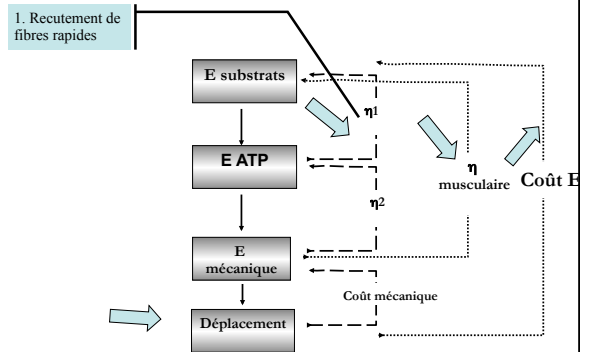 1. Recutement de
fibres rapides
E substrats
η1
E ATP
η
musculaire
Coût E
η2
E
mécanique
Coût mécanique
Déplacement